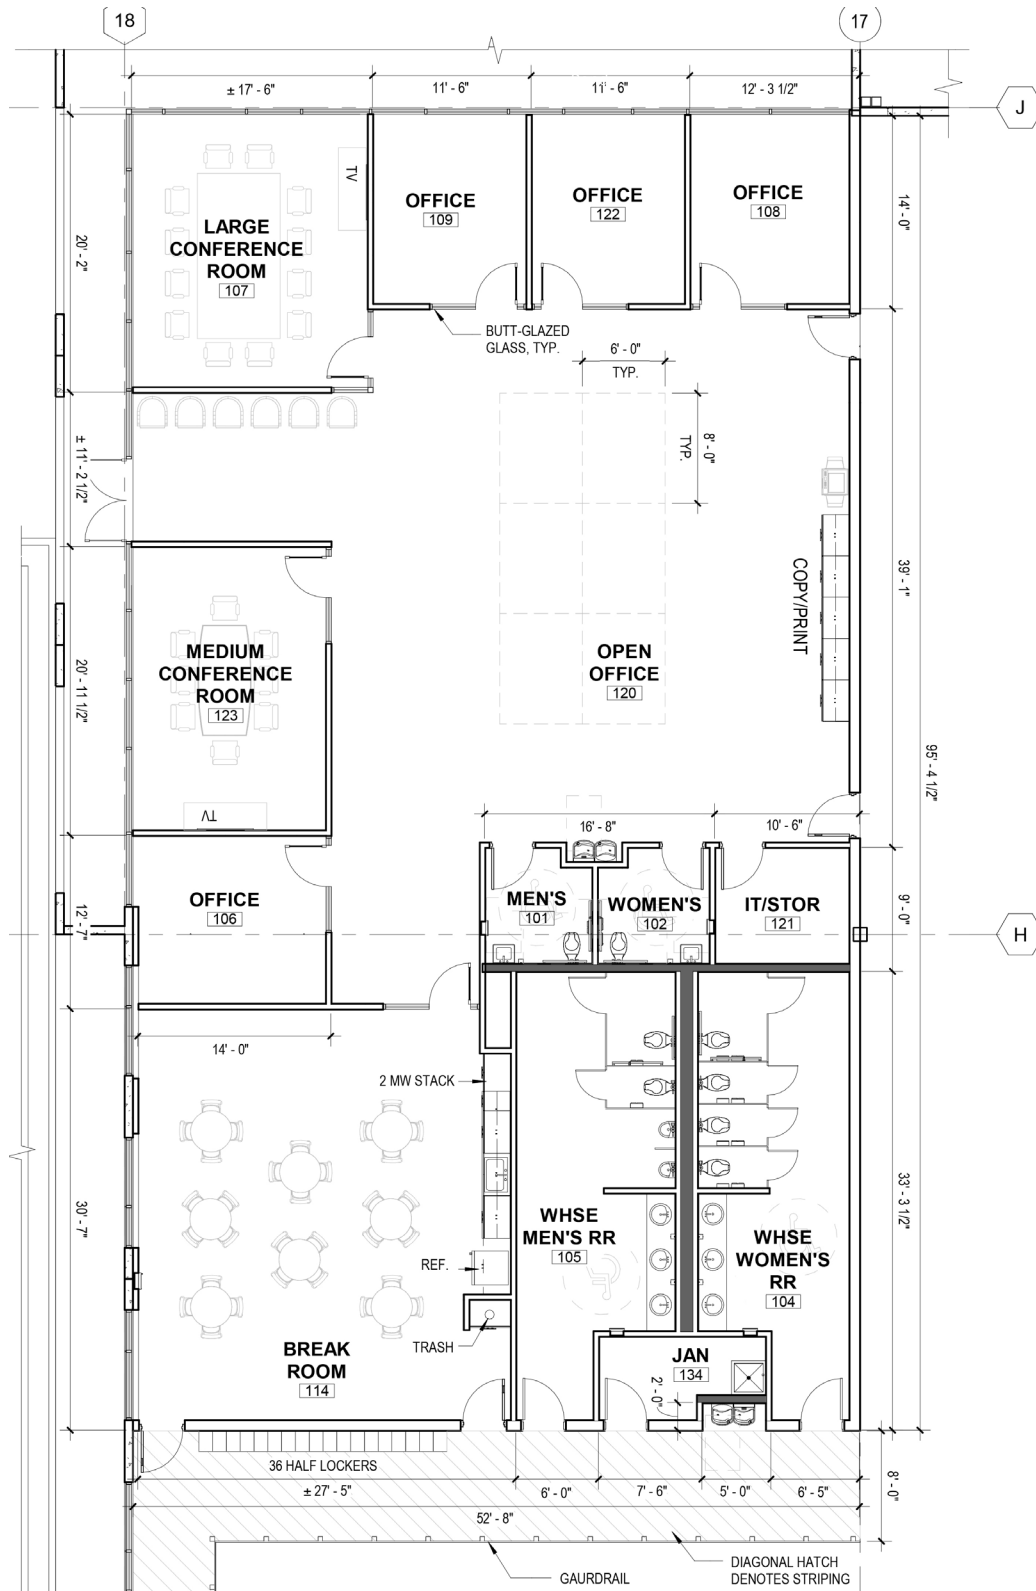 18
17
± 17' - 6"
11' - 6"
11' - 6"
12' - 3 1/2"
J
TV
OFFICE
109
OFFICE
122
OFFICE
108
14' - 0"
LARGE
CONFERENCE
ROOM
107
20' - 2"
BUTT-GLAZED
GLASS, TYP.
6' - 0"
TYP.
8' - 0"
TYP.
± 11' - 2 1/2"
COPY/PRINT
39' - 1"
MEDIUM
CONFERENCE
ROOM
123
20' - 11 1/2"
OPEN
OFFICE
120
95' - 4 1/2"
TV
16' - 8"
10' - 6"
OFFICE
106
12' - 7"
MEN'S
101
WOMEN'S
102
IT/STOR
121
9' - 0"
H
14' - 0"
2 MW STACK
30' - 7"
33' - 3 1/2"
WHSE
MEN'S RR
105
WHSE
WOMEN'S
RR
104
REF.
TRASH
BREAK
ROOM
114
JAN
134
2' - 0"
36 HALF LOCKERS
± 27' - 5"
6' - 0"
7' - 6"
5' - 0"
6' - 5"
8' - 0"
52' - 8"
GAURDRAIL
DIAGONAL HATCH
DENOTES STRIPING